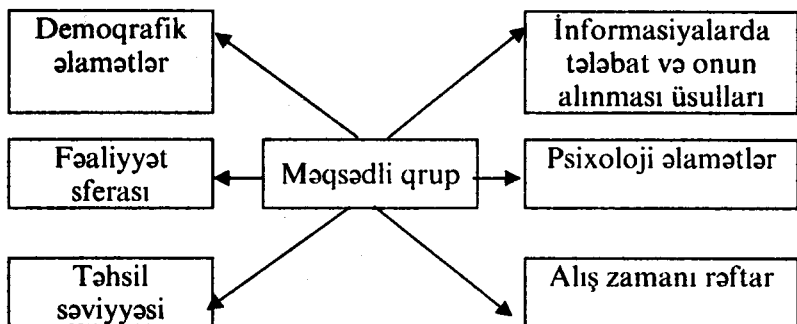 Demoqrafik
əlamətlər
İnformasiyalarda
tələbat və onun
alınması üsulları
Fəaliyyət
sferası
Məqsədli qrup
Psixoloji əlamətlər
Təhsil
səviyyəsi
Alış zamanı rəftar